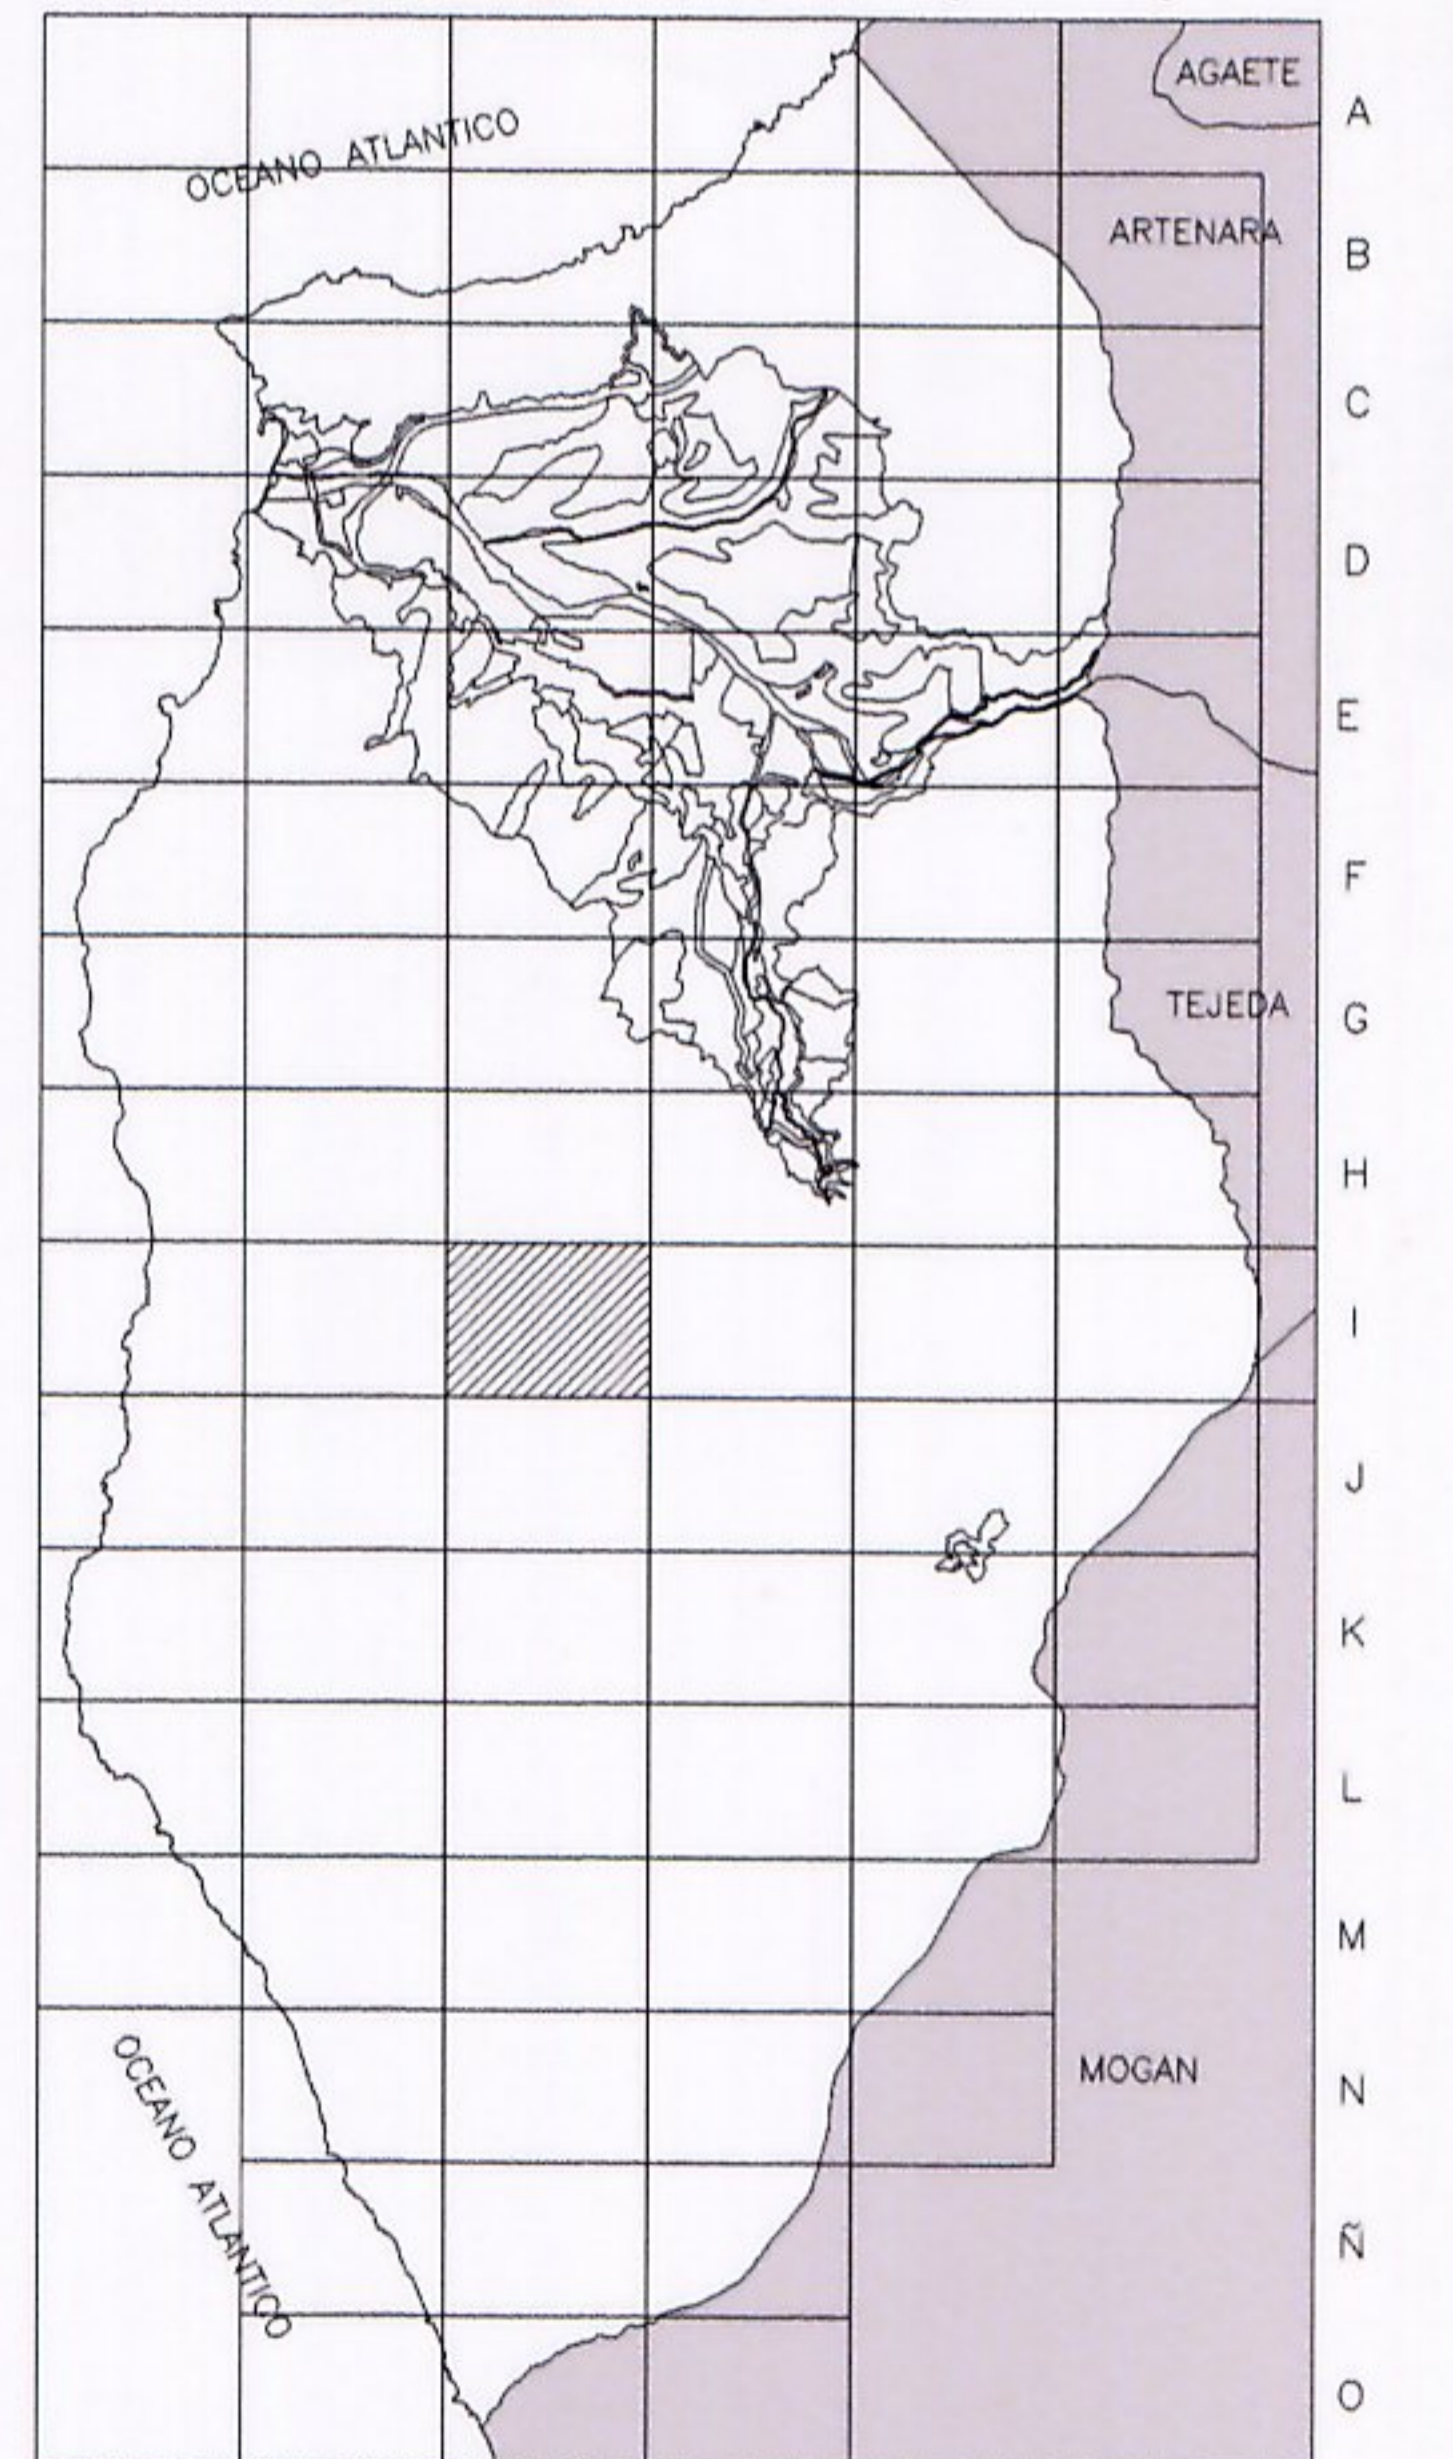 AGAETE
A
OCEANO ATLANTICO
ARTENARA
B
C
D
E
F
TEJEDA
G
H
I
J
K
L
M
OCEANO ATLANTICO
MOGAN
N
Ñ
O